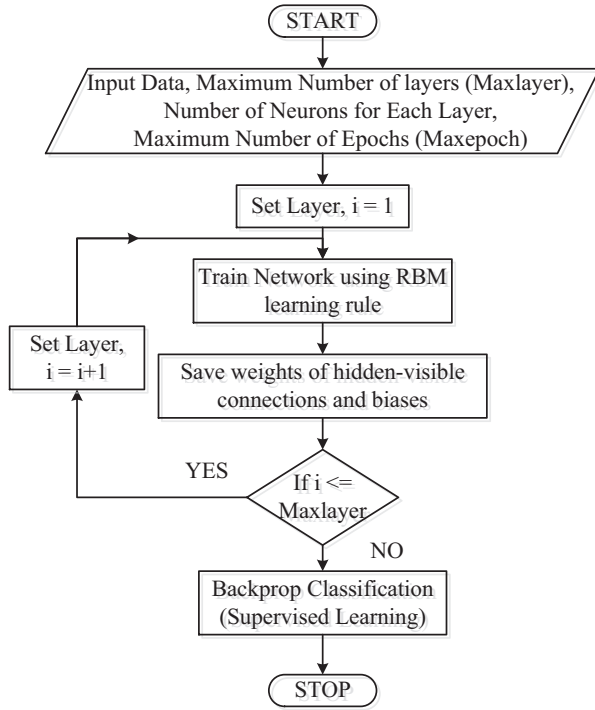 START
Input Data, Maximum Number of layers (Maxlayer),
Number of Neurons for Each Layer,
Maximum Number of Epochs (Maxepoch)
Set Layer, i = 1
Train Network using RBM
learning rule
Set Layer,
i = i+1
Save weights of hidden-visible
connections and biases
YES
If i <=
Maxlayer
NO
Backprop Classification
(Supervised Learning)
STOP